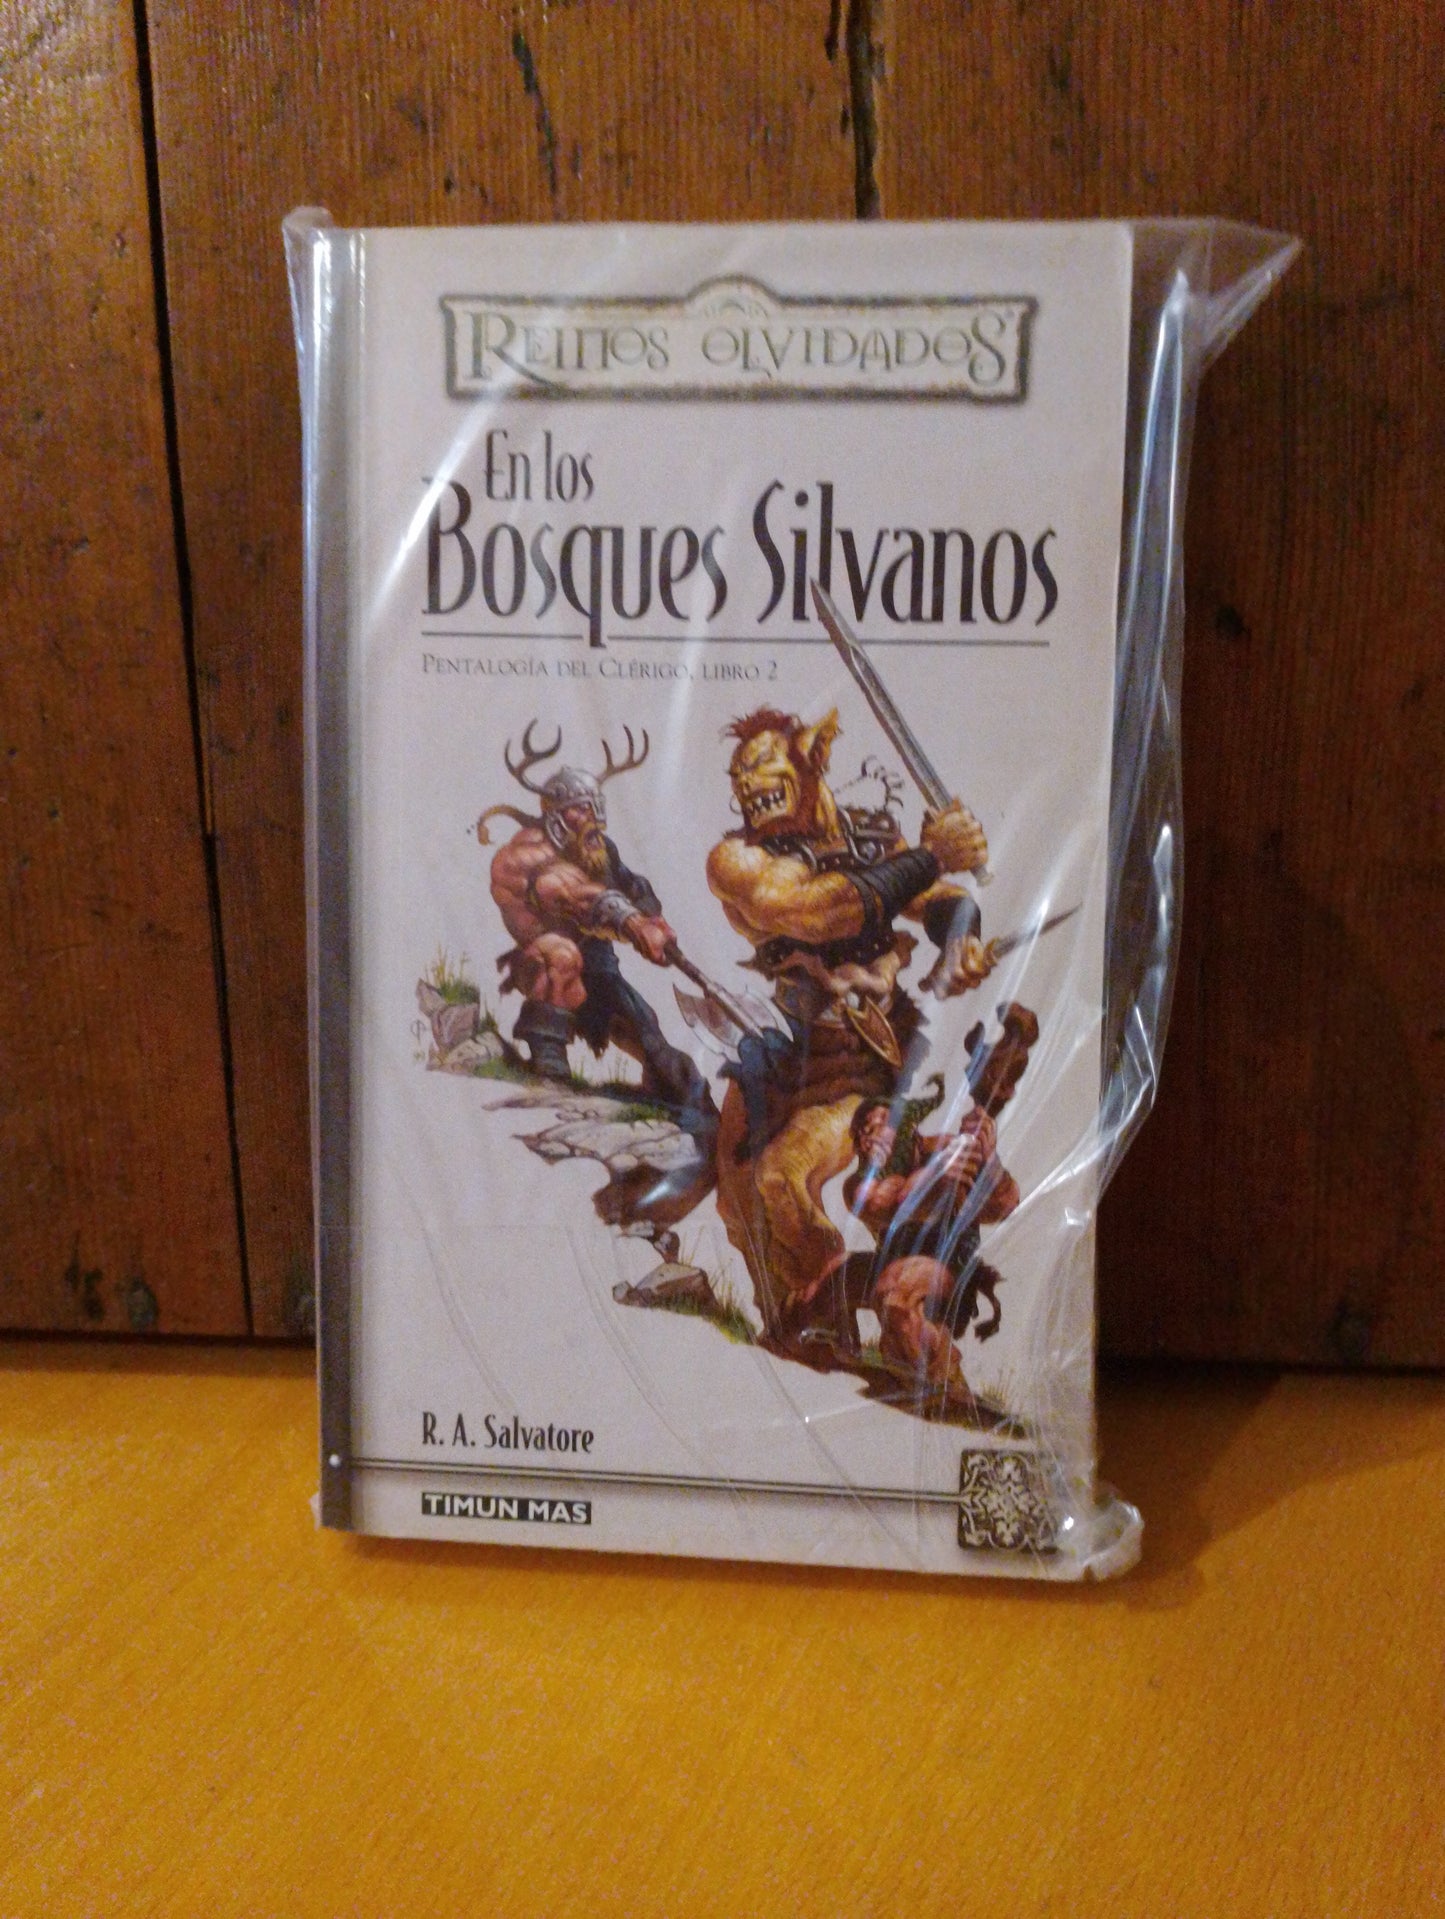 REINOS OLVIDADOS
En los
Bosques Silvanos
PENTALOGÍA DEL CLÉRIGO, LIBRO 2
R. A. Salvatore
TIMUN MAS